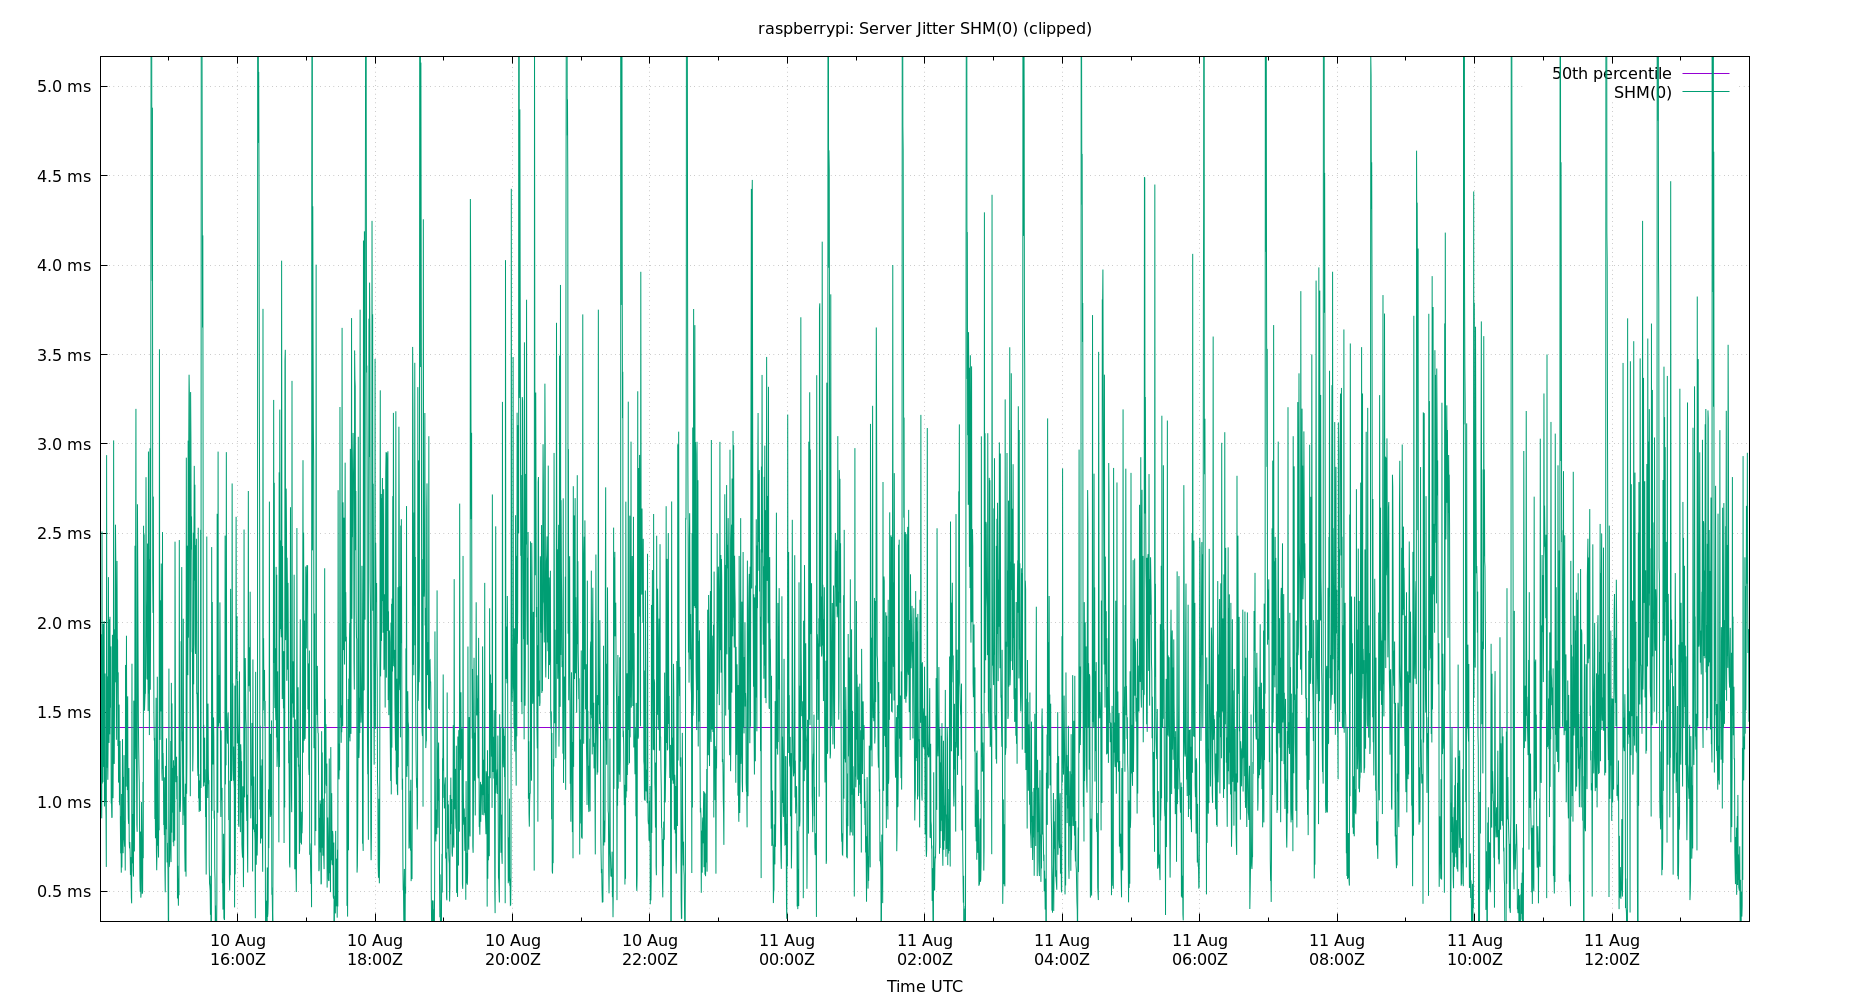 raspberrypi: Server Jitter SHM(0) (clipped)
50th percentile
SHM(0)
5.0 ms
4.5 ms
4.0 ms
3.5 ms
3.0 ms
2.5 ms
2.0 ms
1.5 ms
1.0 ms
0.5 ms
10 Aug 10 Aug 10 Aug 10 Aug 11 Aug 11 Aug 11 Aug 11 Aug 11 Aug 11 Aug 11 Aug
16:00Z 18:00Z 20:00Z 22:00Z 00:00Z 02:00Z 04:00Z 06:00Z 08:00Z 10:00Z 12:00Z
Time UTC